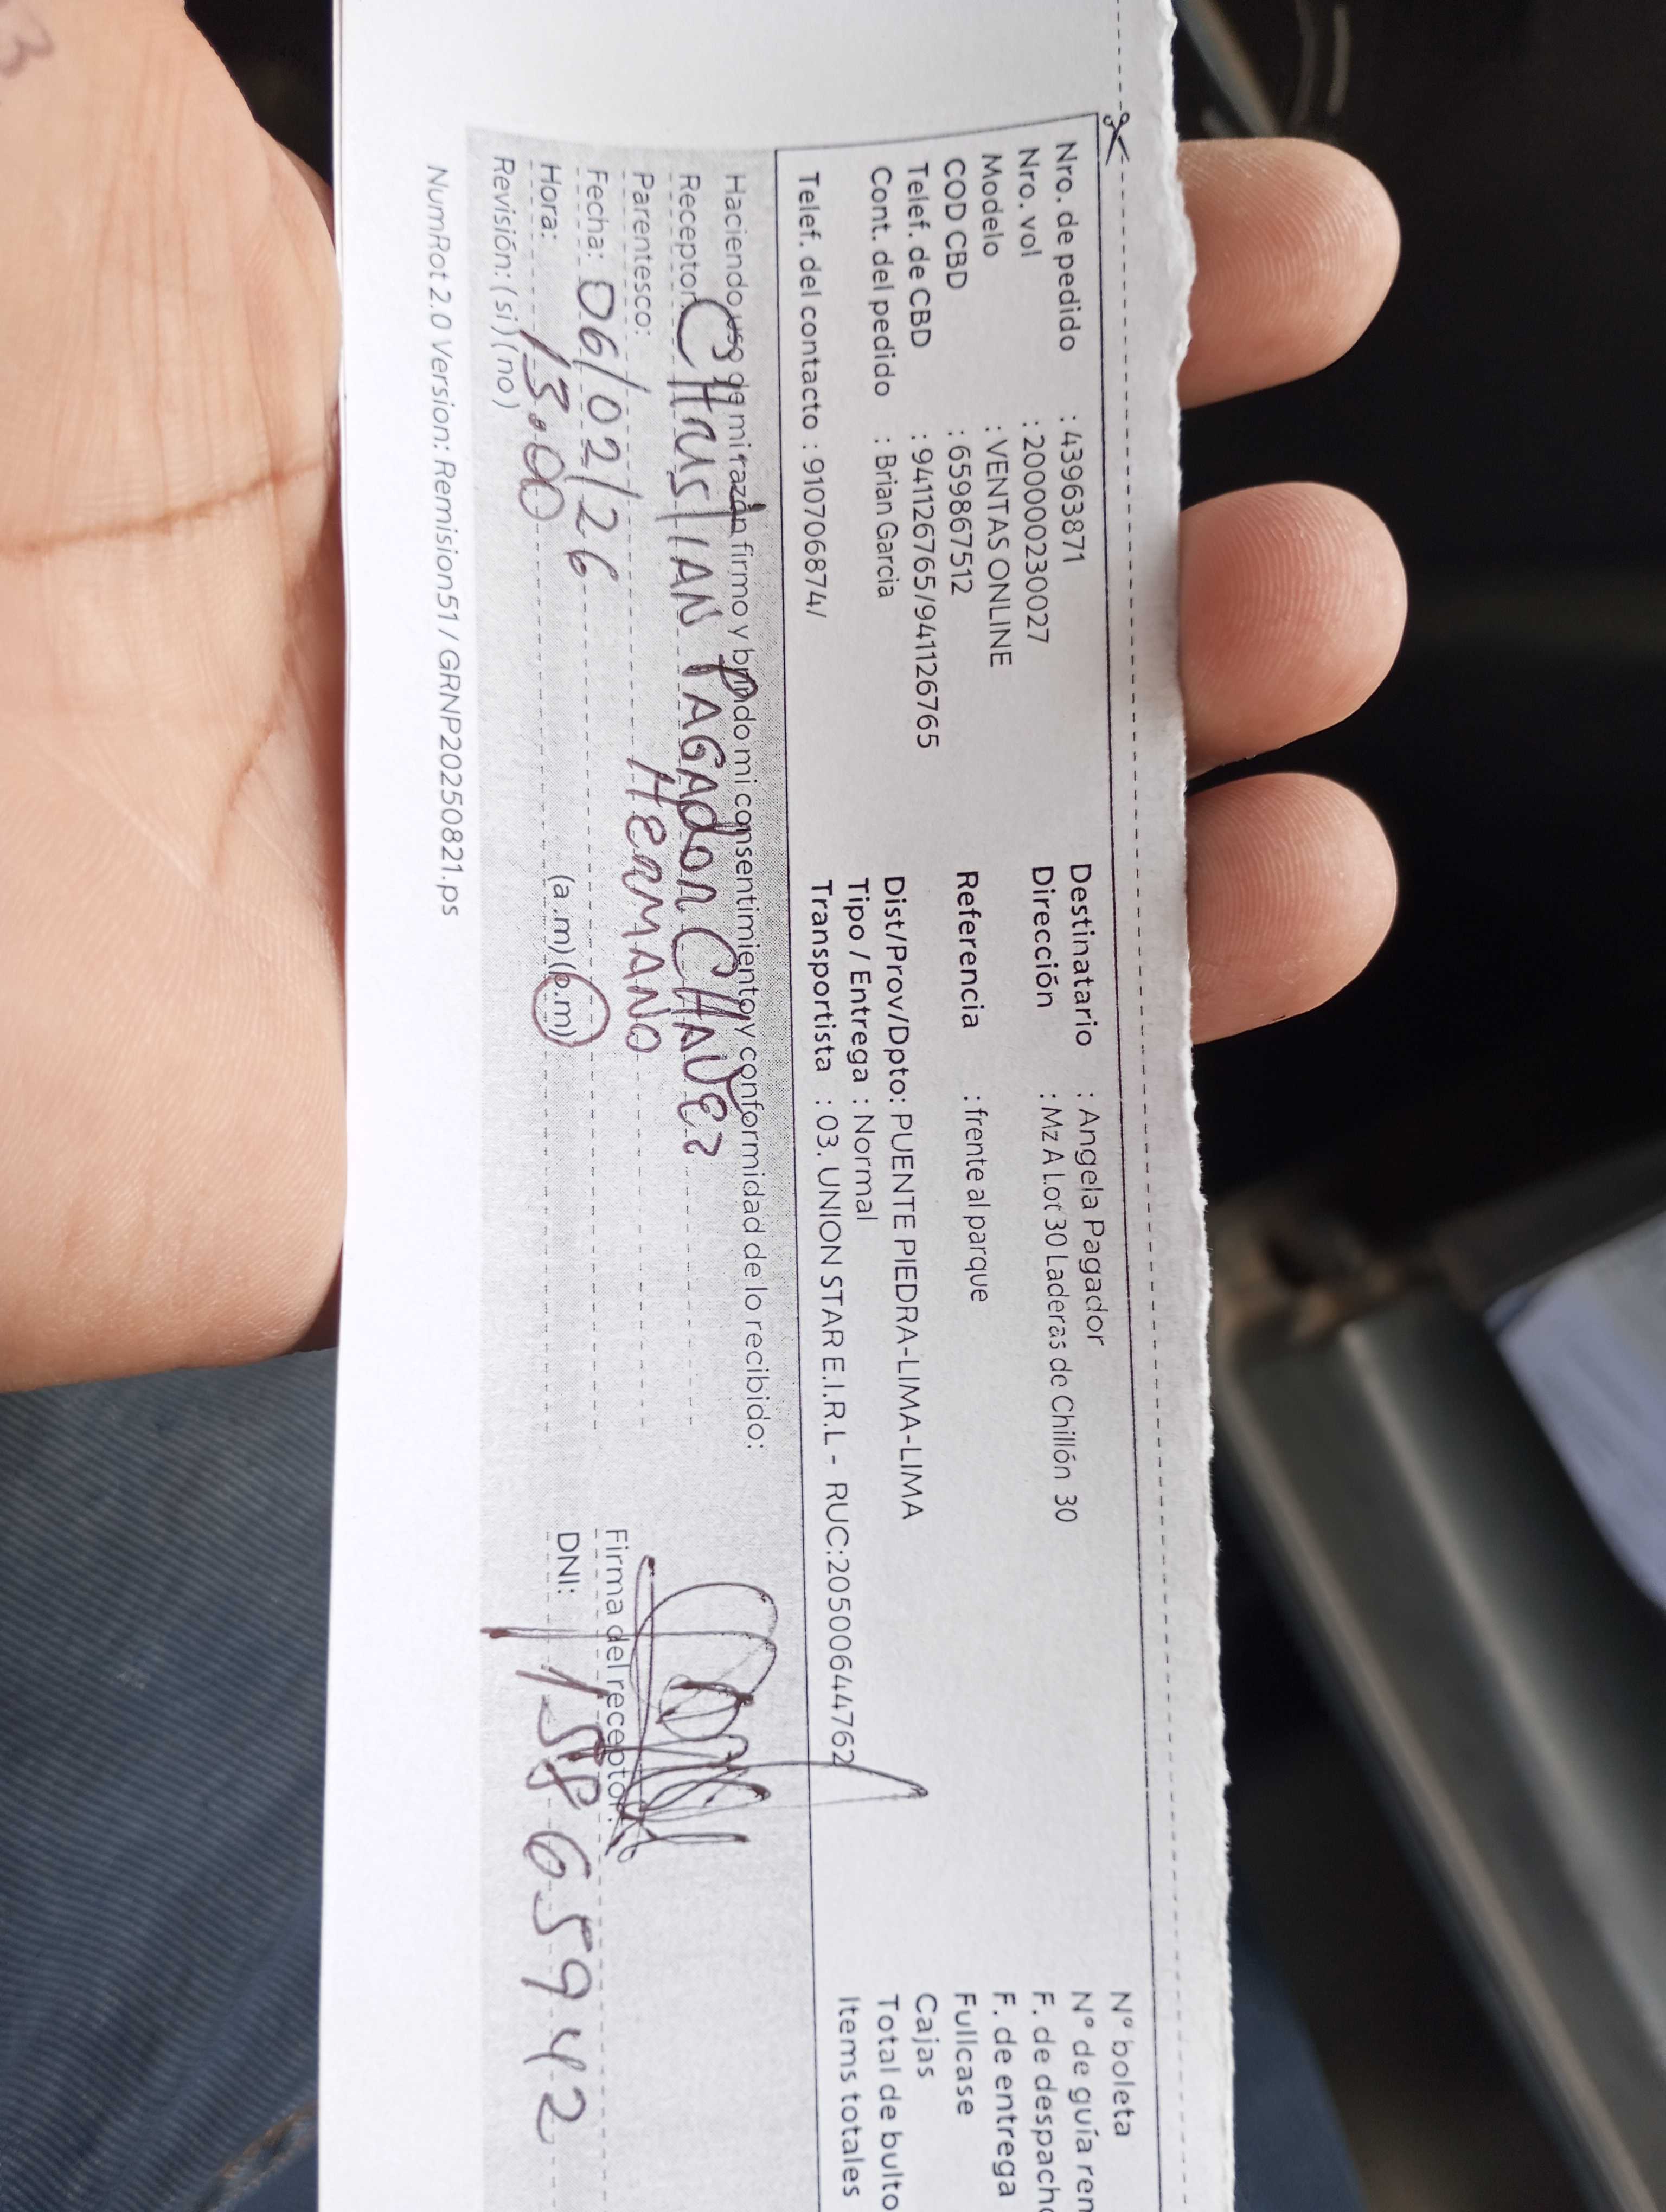 Nro. de pedido : 43963871
Nro. vol : 2000000230027
Modelo : VENTAS ONLINE
COD CBD : 659867512
Telef. de CBD : 941126765/941126765
Cont. del pedido : Brian Garcia
Telef. del contacto : 910706874/
Destinatario : Angela Pagador
Dirección : Mz A Lot 30 Laderas de Chillón 30
Referencia : frente al parque
Dist/Prov/Dpto: PUENTE PIEDRA-LIMA-LIMA
Tipo / Entrega : Normal
Transportista : 03. UNION STAR E.I.R.L - RUC:20500644762
N° boleta
N° de guía rem
F. de despach
F. de entrega
Fullcase
Cajas
Total de bulto
Items totales
Haciendo uso de mi razón firmo y brindo mi consentimiento y conformidad de lo recibido:
Receptor: CHRISTIAN PAGADOR CHAVEZ
Parentesco: HERMANO
Fecha: 06/02/26
Hora: 13:00 (a.m) (p.m)
Revisión: ( si ) ( no )
Firma del receptor:
DNI: 15865942
NumRot 2.0 Version: Remision51 / GRNP20250821.ps